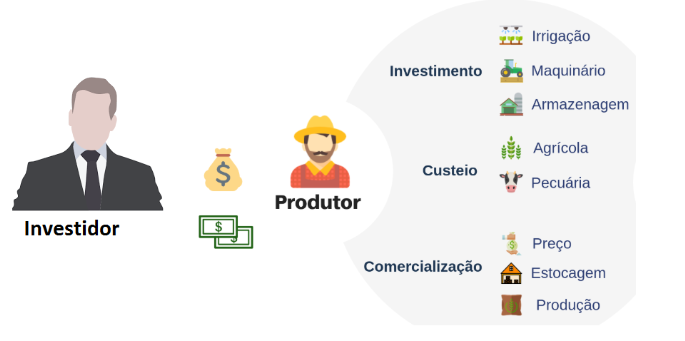 Investidor
$
$
$
Produtor
Investimento
Irrigação
Maquinário
Armazenagem
Custeio
Agrícola
Pecuária
Comercialização
Preço
Estocagem
Produção